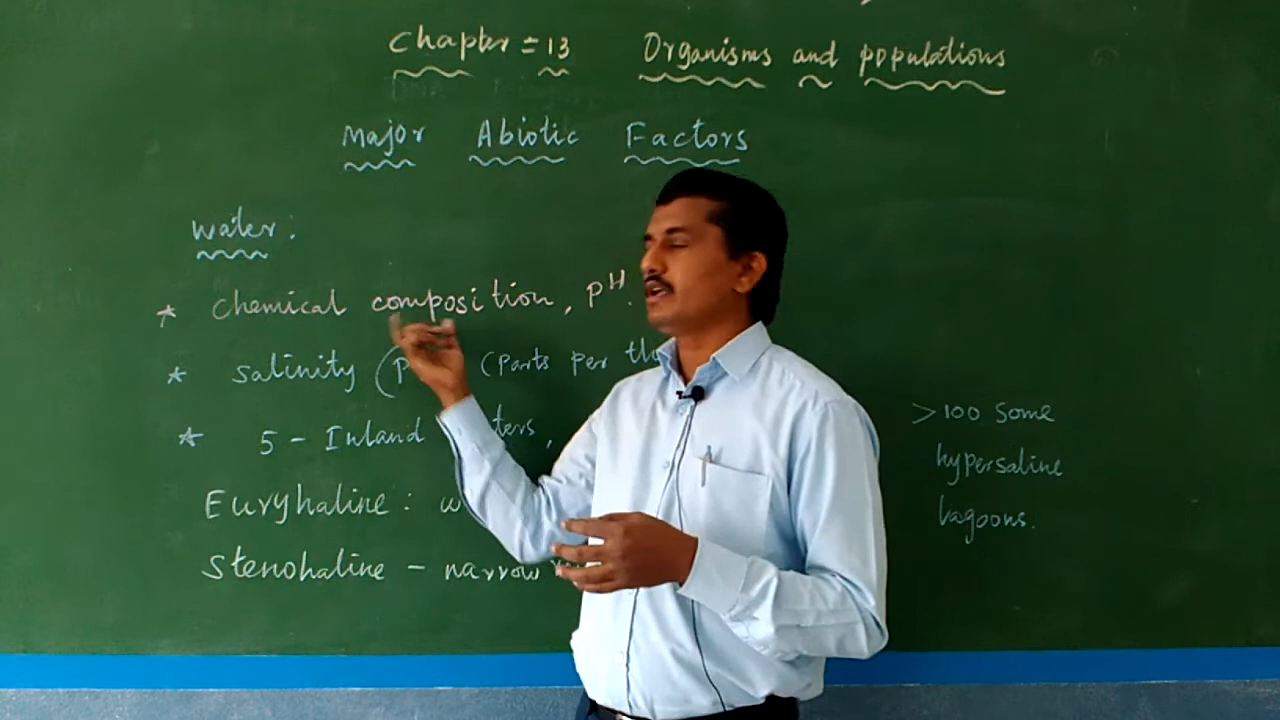 Chapter = 13 Organisms and populations
Major Abiotic Factors
Water:
* chemical composition, pH.
* Salinity (P (Parts per
* 5 - Inland
>100 Some
hypersaline
lagoons.
Euryhaline :
Stenohaline - narrow